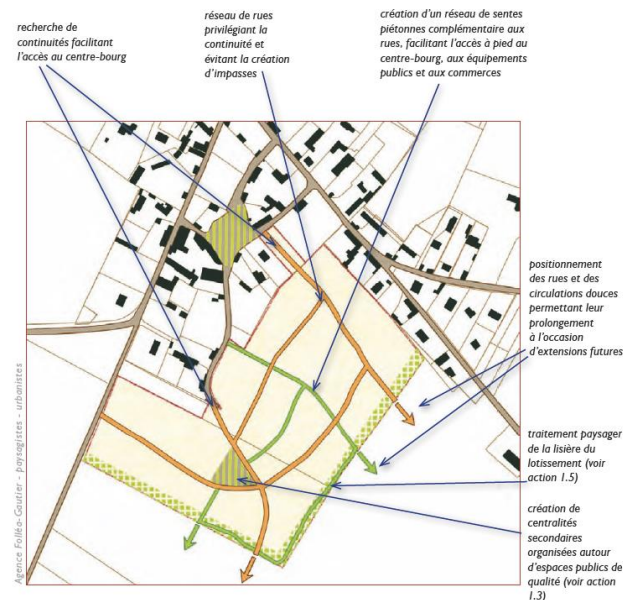 recherche de
continuités facilitant
l'accès au centre-bourg
réseau de rues
privilégiant la
continuité et
évitant la création
d'impasses
création d'un réseau de sentes
piétonnes complémentaire aux
rues, facilitant l'accès à pied au
centre-bourg, aux équipements
publics et aux commerces
positionnement
des rues et des
circulations douces
permettant leur
prolongement
à l'occasion
d'extensions futures
traitement paysager
de la lisière du
lotissement (voir
action 1.5)
création de
centralités
secondaires
organisées autour
d'espaces publics de
qualité (voir action
1.3)
Agence Folléa-Gautier - paysagistes - urbanistes